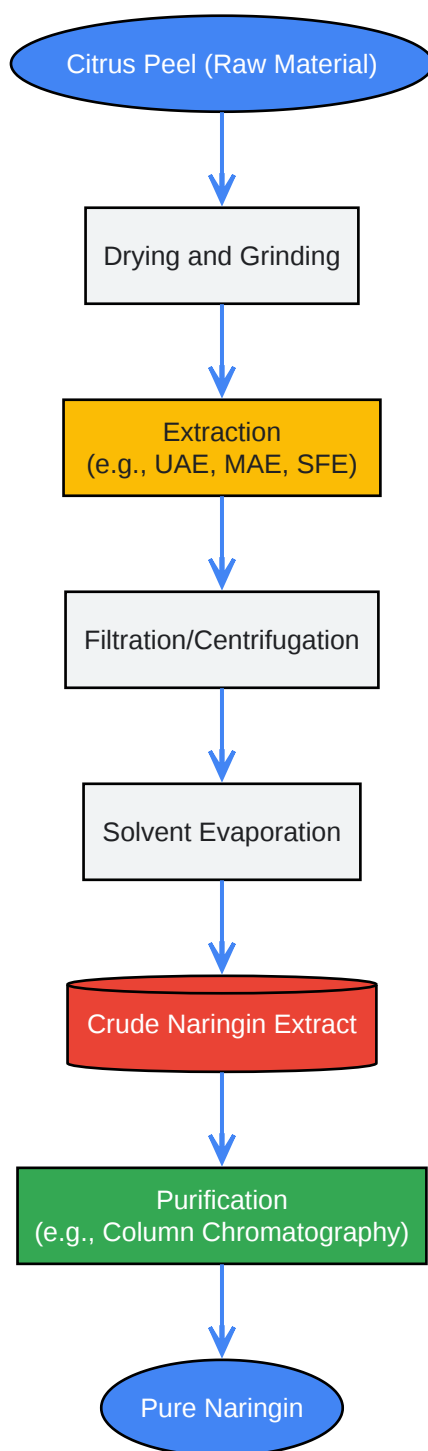 Citrus Peel (Raw Material)
Drying and Grinding
Extraction
(e.g., UAE, MAE, SFE)
Filtration/Centrifugation
Solvent Evaporation
Crude Naringin Extract
Purification
(e.g., Column Chromatography)
Pure Naringin